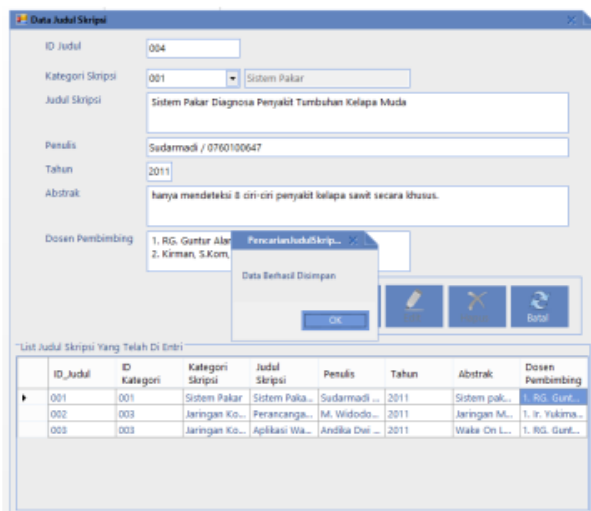 Data Judul Skripsi
ID Judul 004
Kategori Skripsi 001 Sistem Pakar
Judul Skripsi Sistem Pakar Diagnosa Penyakit Tumbuhan Kelapa Muda
Penulis Sudarmadi / 0760100647
Tahun 2011
Abstrak hanya mendeteksi 8 ciri-ciri penyakit kelapa sawit secara khusus.
Dosen Pembimbing 1. RG. Guntur Alam
2. Kirman, S.Kom,
PencarianJudulSkrip...
Data Berhasil Disimpan
OK
Batal
List Judul Skripsi Yang Telah Di Entri
ID_Judul ID Kategori Kategori Skripsi Judul Skripsi Penulis Tahun Abstrak Dosen Pembimbing
001 001 Sistem Pakar Sistem Paka... Sudarmadi ... 2011 Sistem pak... 1. RG. Gunt...
002 003 Jaringan Ko... Perancanga... M. Widodo... 2011 Jaringan M... 1. Ir. Yukima...
003 003 Jaringan Ko... Aplikasi Wa... Andika Dwi ... 2011 Wake On L... 1. RG. Gunt...